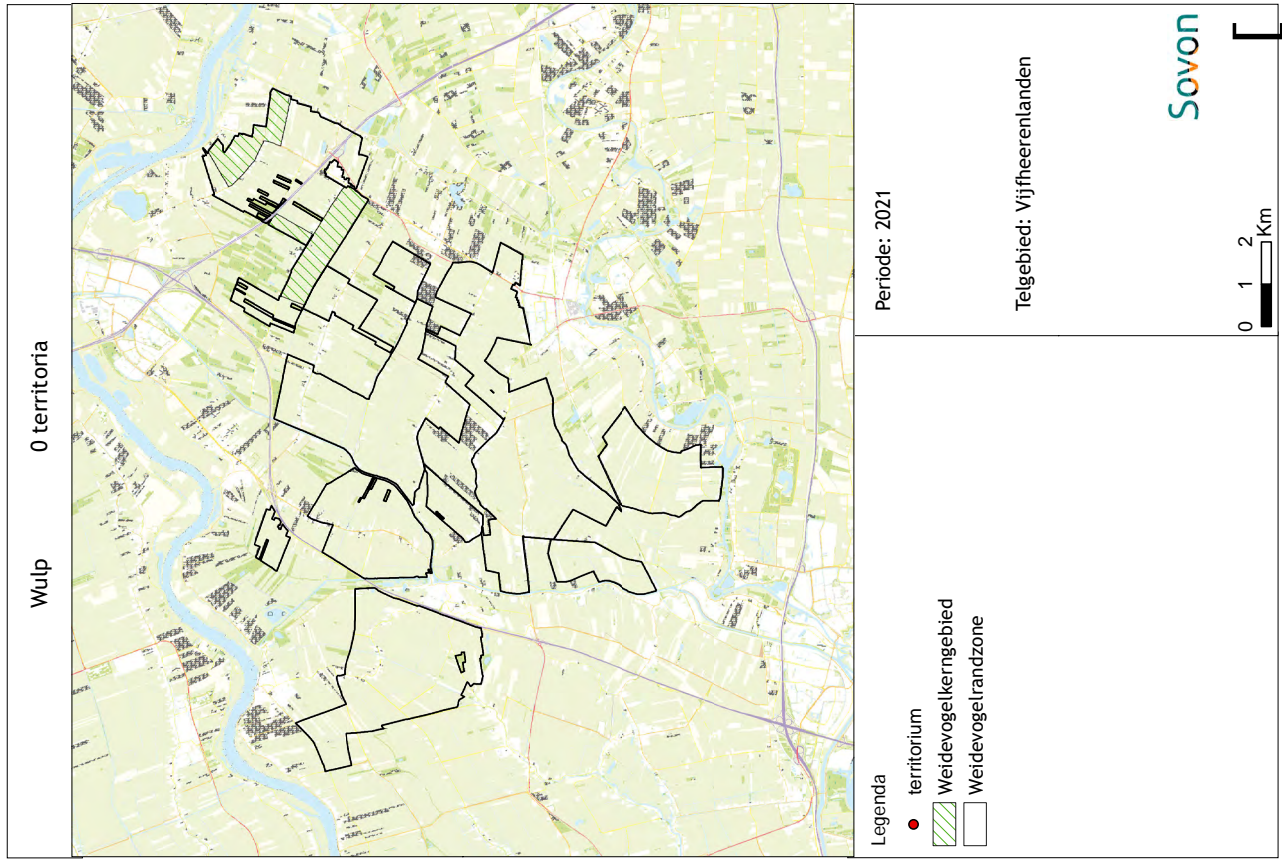 Wulp 0 territoria
Legenda
territorium
Weidevogelkerngebied
Weidevogelrandzone
Periode: 2021
Telgebied: Vijfheerenlanden
0 1 2
Km
Sovon